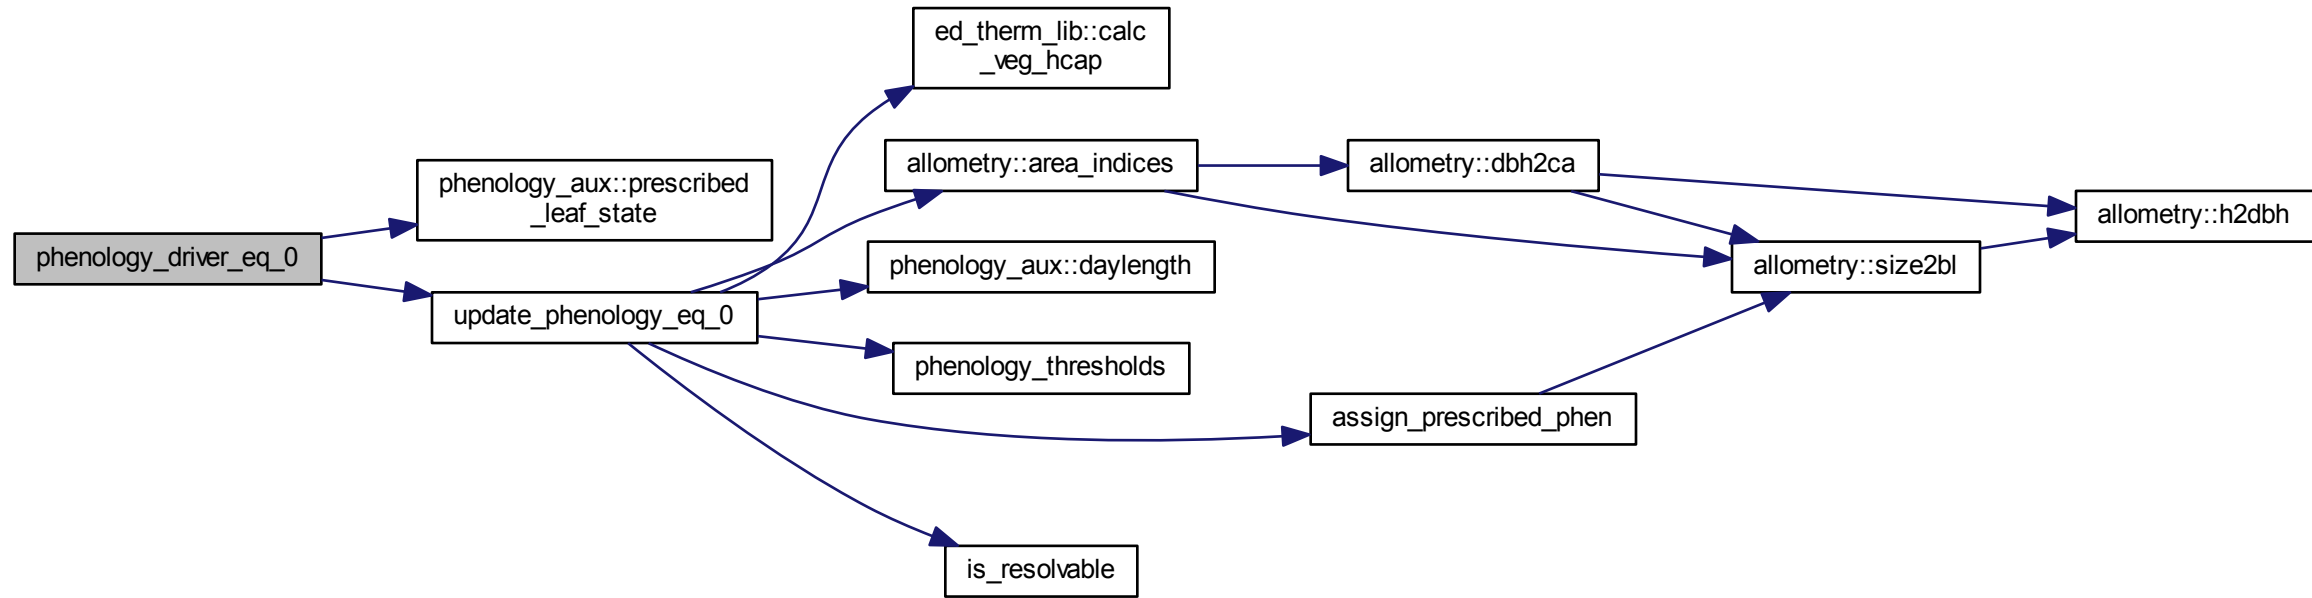 phenology_driver_eq_0
phenology_aux::prescribed
_leaf_state
update_phenology_eq_0
ed_therm_lib::calc
_veg_hcap
allometry::area_indices
phenology_aux::daylength
phenology_thresholds
assign_prescribed_phen
is_resolvable
allometry::dbh2ca
allometry::size2bl
allometry::h2dbh